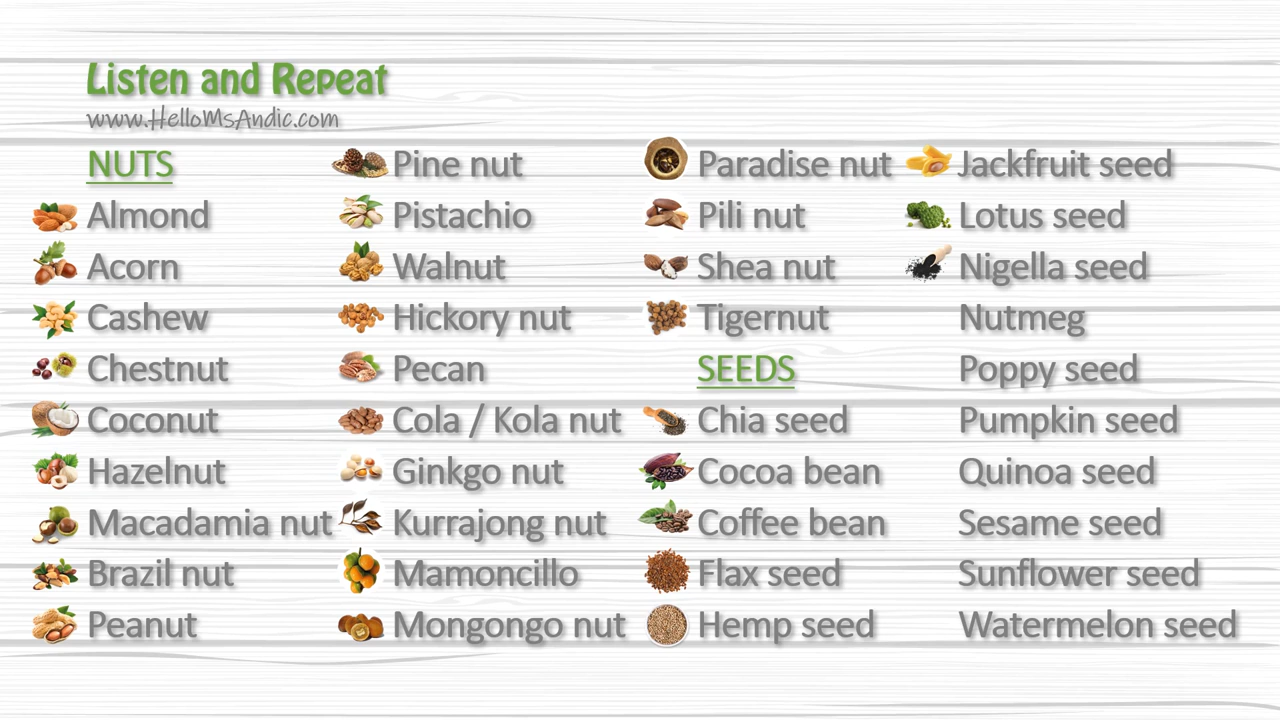 Listen and Repeat
www.HelloMsAndic.com
NUTS
Almond
Acorn
Cashew
Chestnut
Coconut
Hazelnut
Macadamia nut
Brazil nut
Peanut
Pine nut
Pistachio
Walnut
Hickory nut
Pecan
Cola / Kola nut
Ginkgo nut
Kurrajong nut
Mamoncillo
Mongongo nut
Paradise nut
Pili nut
Shea nut
Tigernut
SEEDS
Chia seed
Cocoa bean
Coffee bean
Flax seed
Hemp seed
Jackfruit seed
Lotus seed
Nigella seed
Nutmeg
Poppy seed
Pumpkin seed
Quinoa seed
Sesame seed
Sunflower seed
Watermelon seed